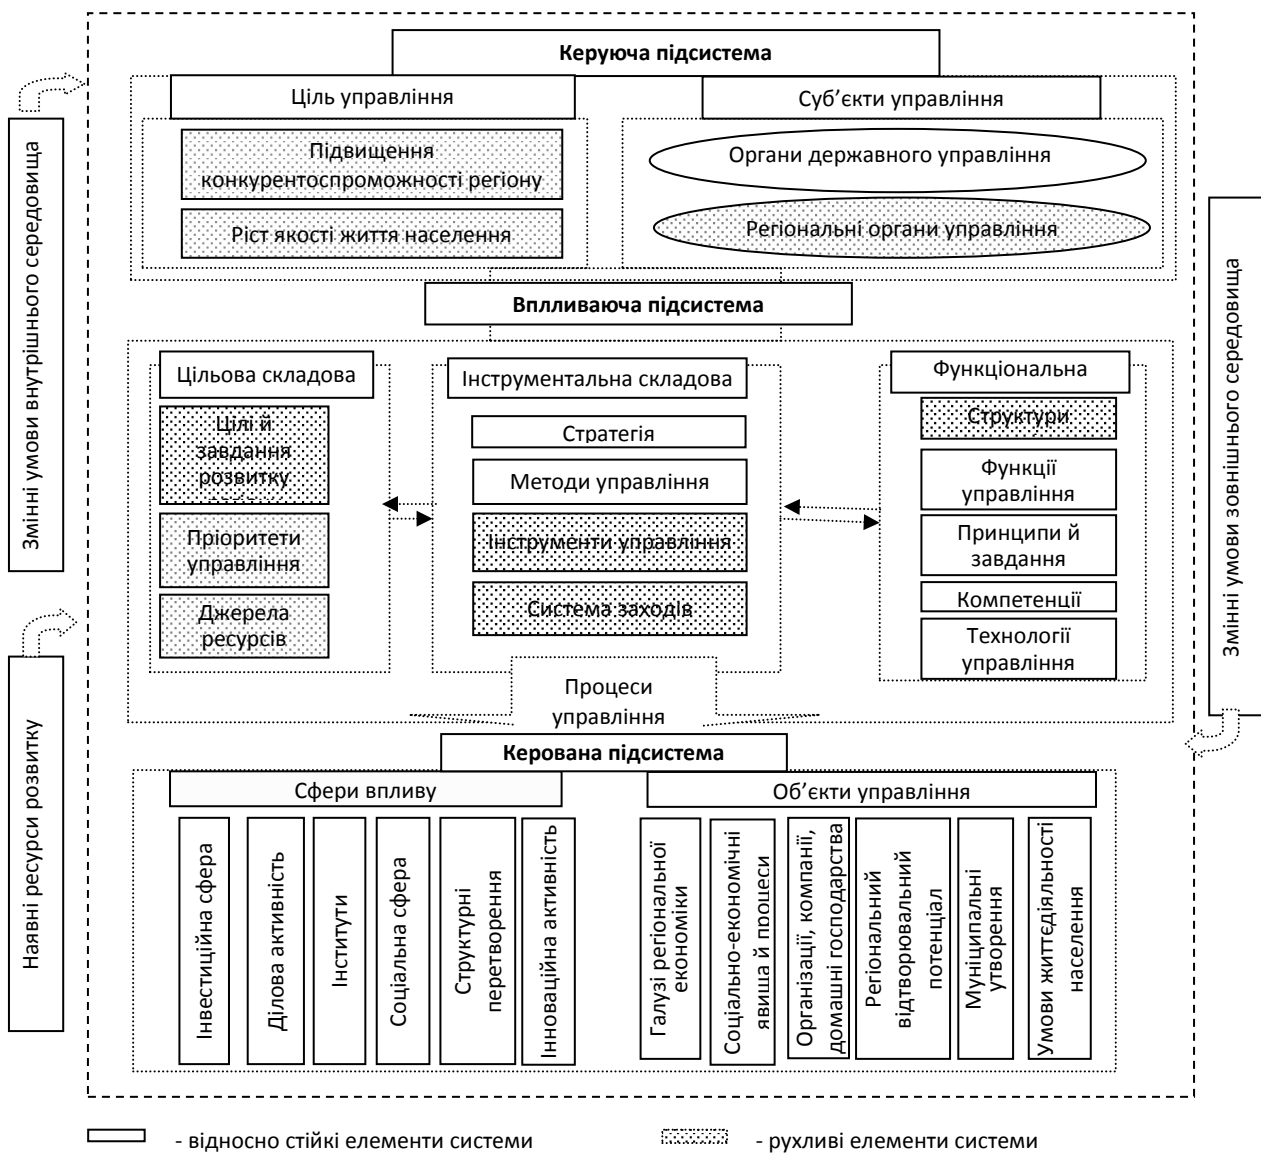 Керуюча підсистема
Ціль управління
Суб’єкти управління
Підвищення
конкурентоспроможності регіону
Ріст якості життя населення
Органи державного управління
Регіональні органи управління
Змінні умови внутрішнього середовища
Наявні ресурси розвитку
Змінні умови зовнішнього середовища
Вплливаюча підсистема
Цільова складова
Цілі й
завдання
розвитку
Пріоритети
управління
Джерела
ресурсів
Інструментальна складова
Стратегія
Методи управління
Інструменти управління
Система заходів
Функціональна
Структури
Функції
управління
Принципи й
завдання
Компетенції
Технології
управління
Процеси
управління
Керована підсистема
Сфери впливу
Інвестиційна сфера
Ділова активність
Інститути
Соціальна сфера
Структурні
перетворення
Інноваційна активність
Об’єкти управління
Галузі регіональної
економіки
Соціально-економічні
явиша й процеси
Організації, компанії,
домашні господарства
Регіональний
відтворювальний
потенціал
Муніципальні
утворення
Умови життєдіяльності
населення
- відносно стійкі елементи системи
- рухливі елементи системи